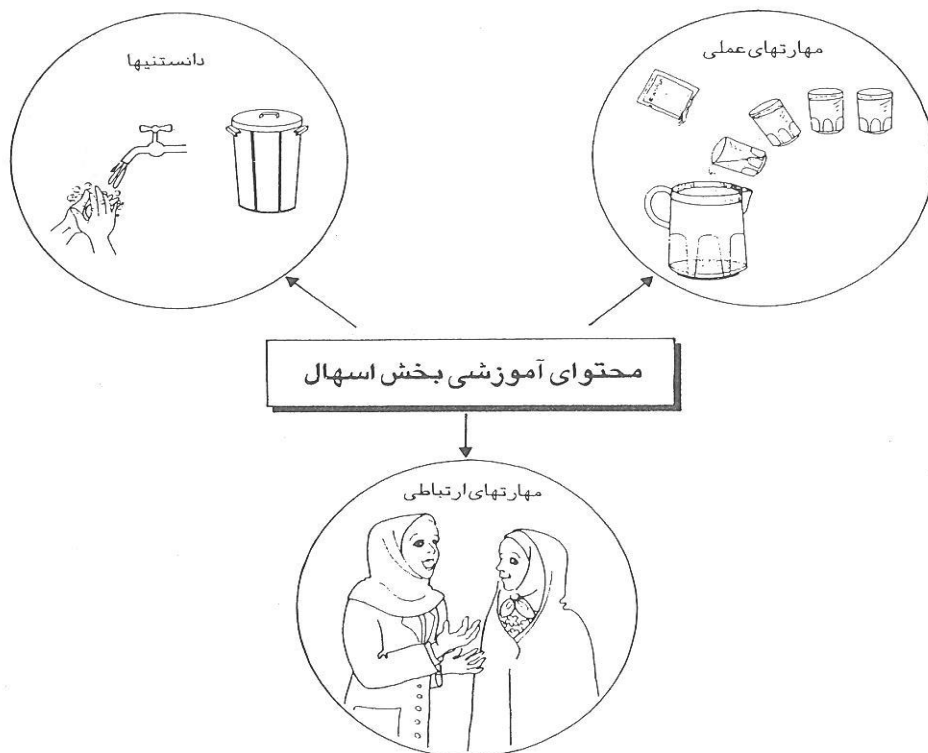 مهارتهای عملی
دانستنیها
محتوای آموزشی بخش اسهال
مهارتهای ارتباطی